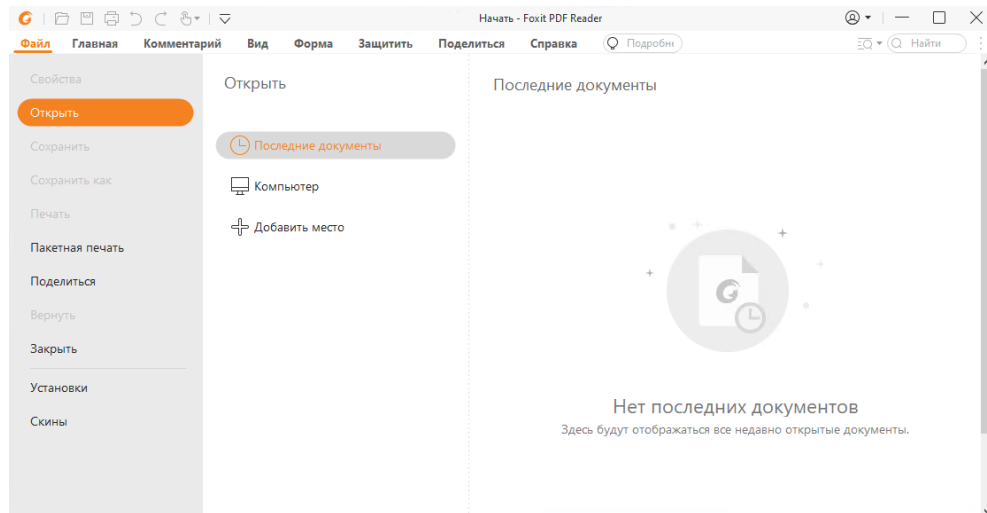 Начать - Foxit PDF Reader
Файл Главная Комментарий Вид Форма Защитить Поделиться Справка Подробн Найти
Свойства
Открыть
Сохранить
Сохранить как
Печать
Пакетная печать
Поделиться
Вернуть
Закрыть
Установки
Скины
Открыть
Последние документы
Компьютер
Добавить место
Последние документы
Нет последних документов
Здесь будут отображаться все недавно открытые документы.